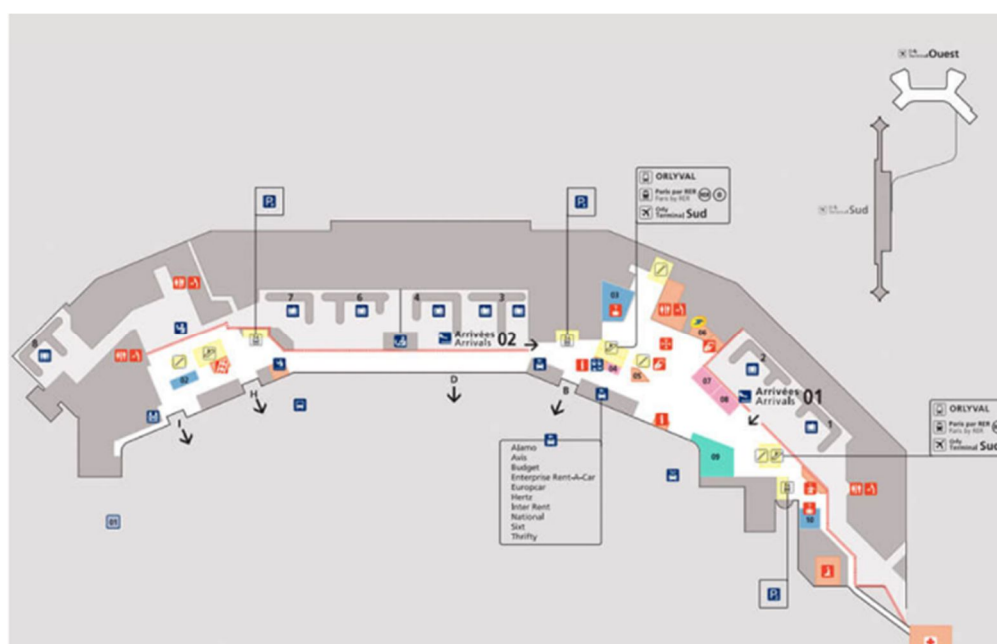 Orly
Terminal Ouest
Sud
ORLYVAL
Paris par RER RER B
Paris by RER
Orly
Terminal Sud
P
P
03
7
6
4
3
Arrivées
Arrivals 02
06
2
8
04
05
02
07
08
Arrivées
Arrivals 01
1
H
D
B
I
09
ORLYVAL
Paris par RER
Paris by RER
Orly
Terminal Sud
Alamo
Avis
Budget
Enterprise Rent-A-Car
Europcar
Hertz
Inter Rent
National
Sixt
Thrifty
01
10
P